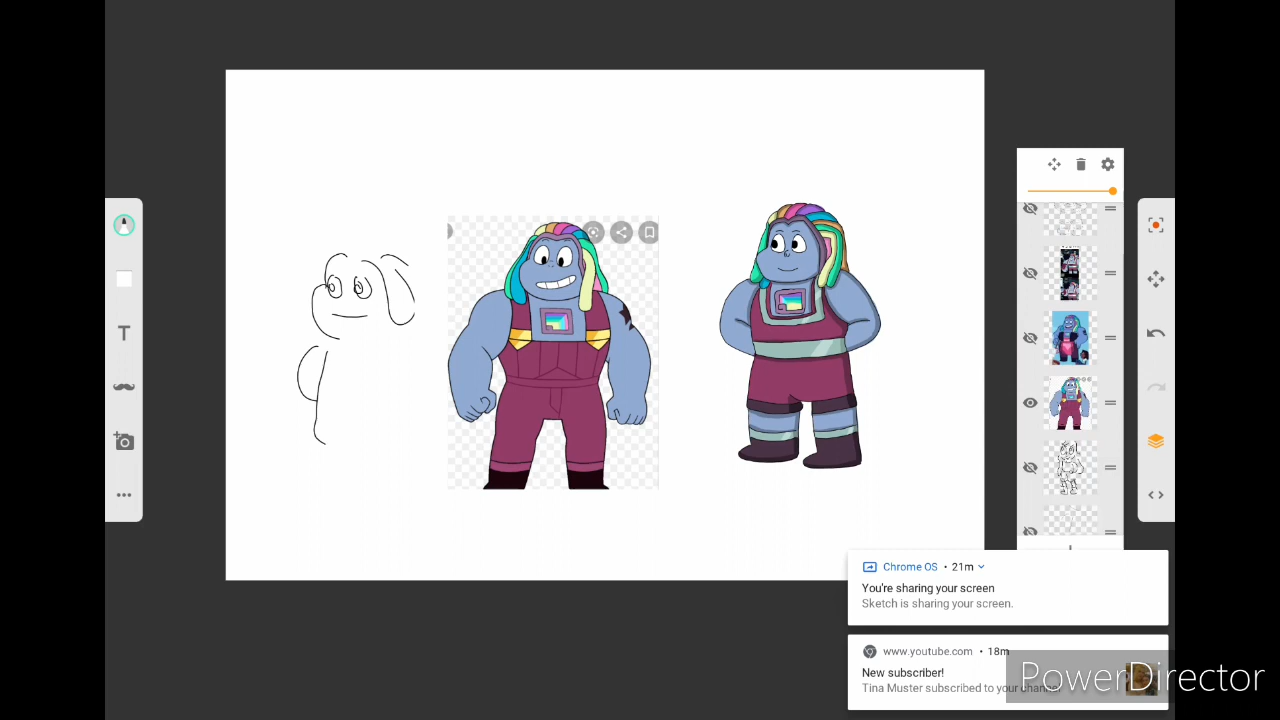 T
Chrome OS • 21m
You're sharing your screen
Sketch is sharing your screen.
www.youtube.com • 18m
New subscriber!
Tina Muster subscribed to your channel
PowerDirector